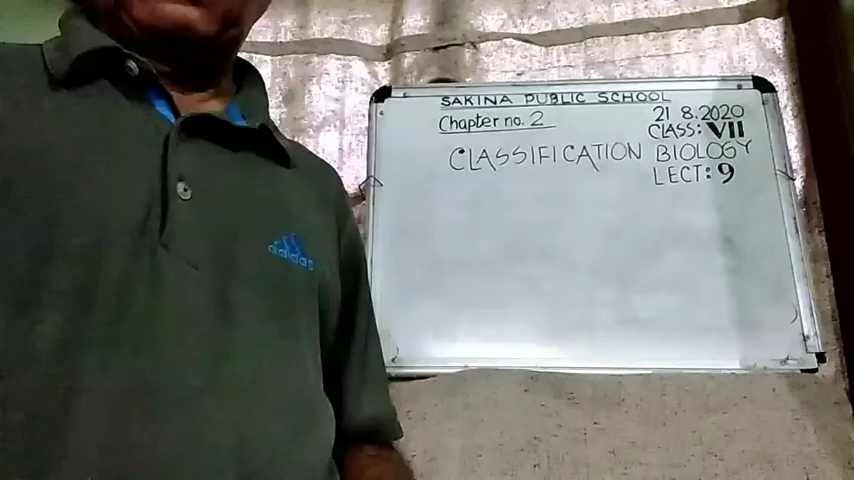 SAKINA PUBLIC SCHOOL
Chapter no. 2
21 8.2020
CLASS: VII
CLASSIFICATION BIOLOGY
LECT: 9
adidas